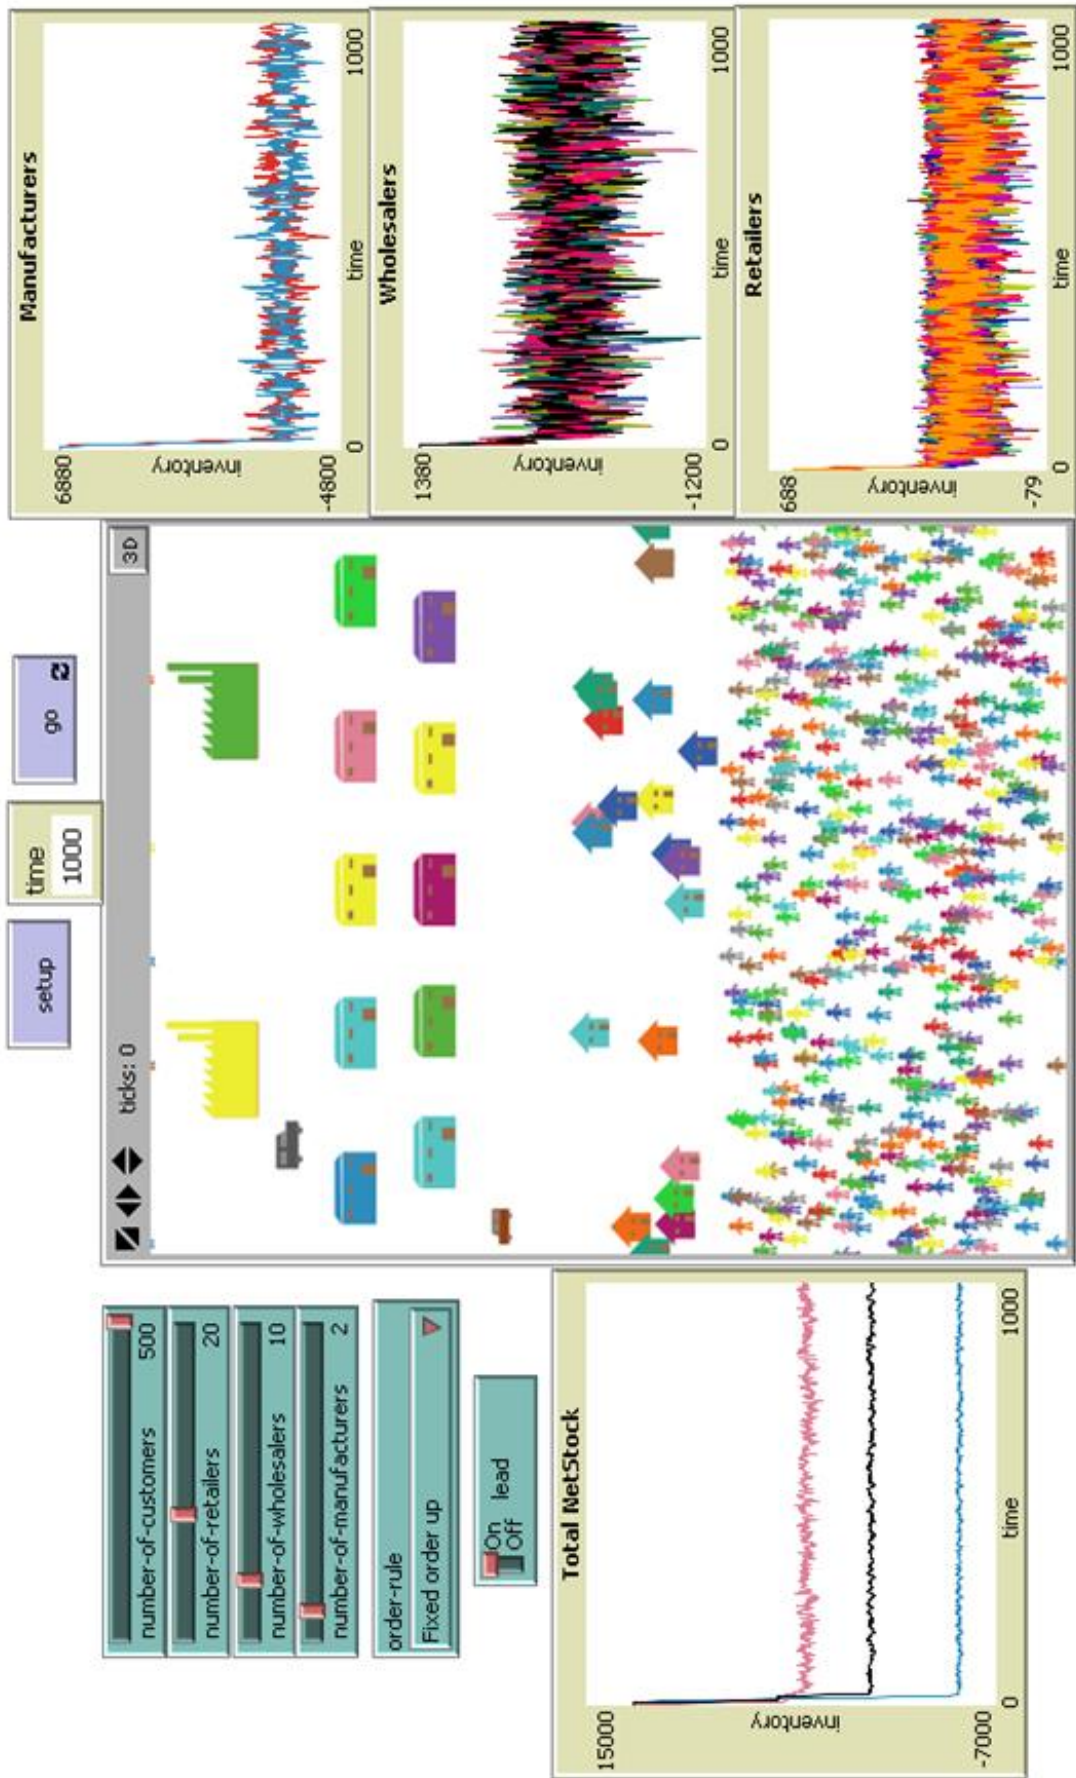 setup
time
1000
go
number-of-customers 500
number-of-retailers 20
number-of-wholesalers 10
number-of-manufacturers 2
order-rule
Fixed order up
On
Off
lead
ticks: 0
3D
Total NetStock
15000
inventory
-7000
0
time
1000
Manufacturers
6880
inventory
-4800
0
time
1000
Wholesalers
1380
inventory
-1200
0
time
1000
Retailers
688
inventory
-79
0
time
1000